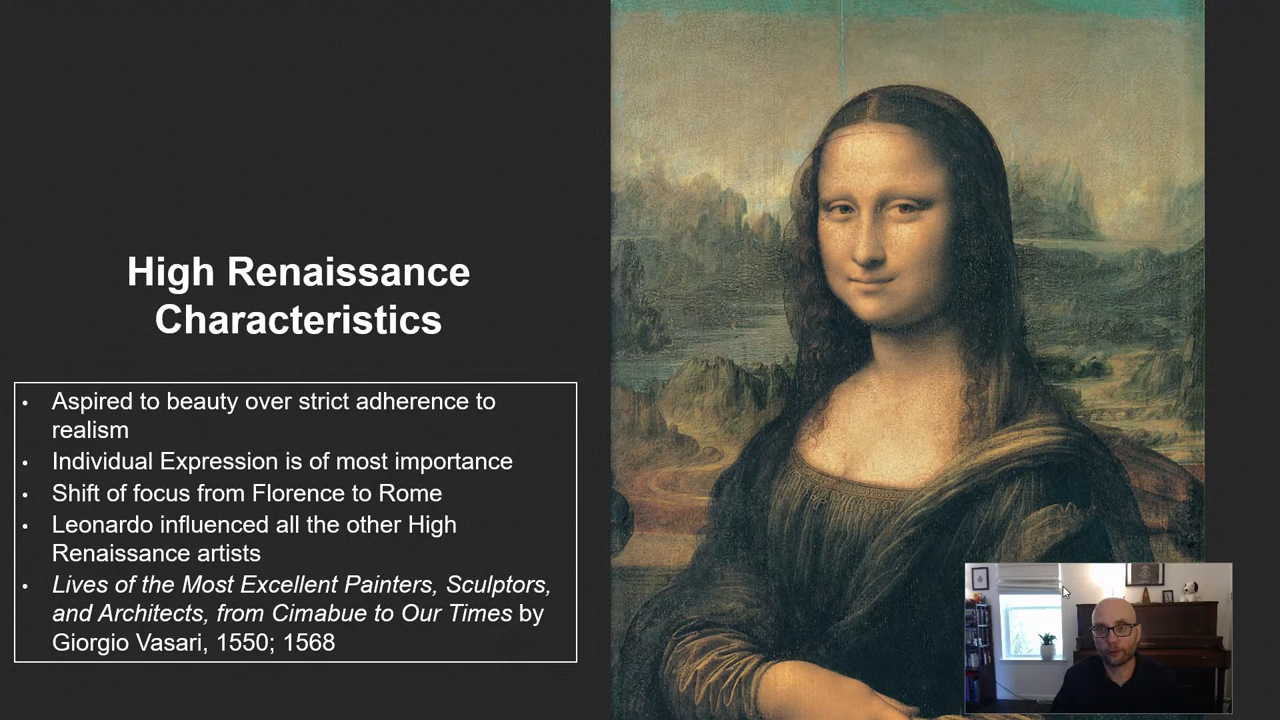 High Renaissance
Characteristics
• Aspired to beauty over strict adherence to
realism
• Individual Expression is of most importance
• Shift of focus from Florence to Rome
• Leonardo influenced all the other High
Renaissance artists
• Lives of the Most Excellent Painters, Sculptors,
and Architects, from Cimabue to Our Times by
Giorgio Vasari, 1550; 1568